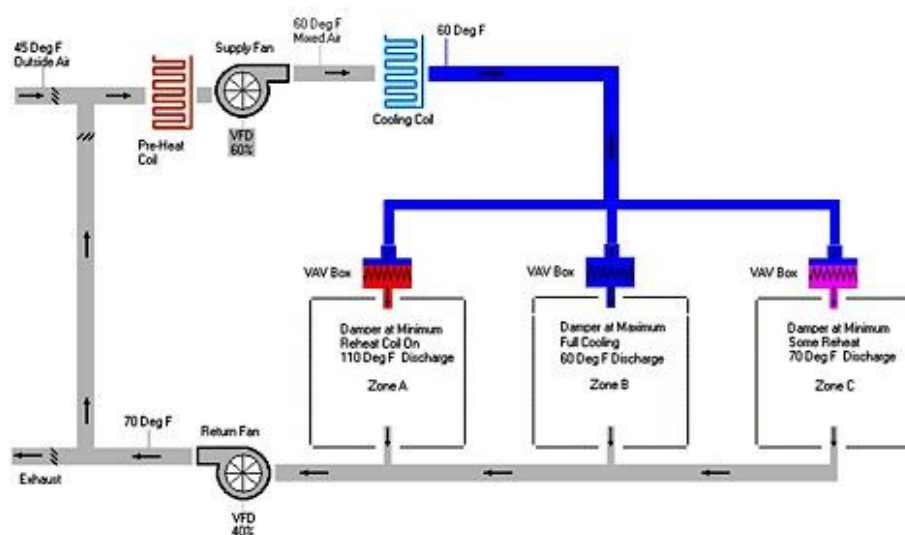 45 Deg F
Outside Air
Supply Fan
60 Deg F
Mixed Air
60 Deg F
Pre-Heat
Coil
VFD
60%
Cooling Coil
VAV Box
VAV Box
VAV Box
Damper at Minimum
Reheat Coil On
110 Deg F Discharge
Zone A
Damper at Maximum
Full Cooling
60 Deg F Discharge
Zone B
Damper at Minimum
Some Reheat
70 Deg F Discharge
Zone C
70 Deg F
Return Fan
Exhaust
VFD
40%